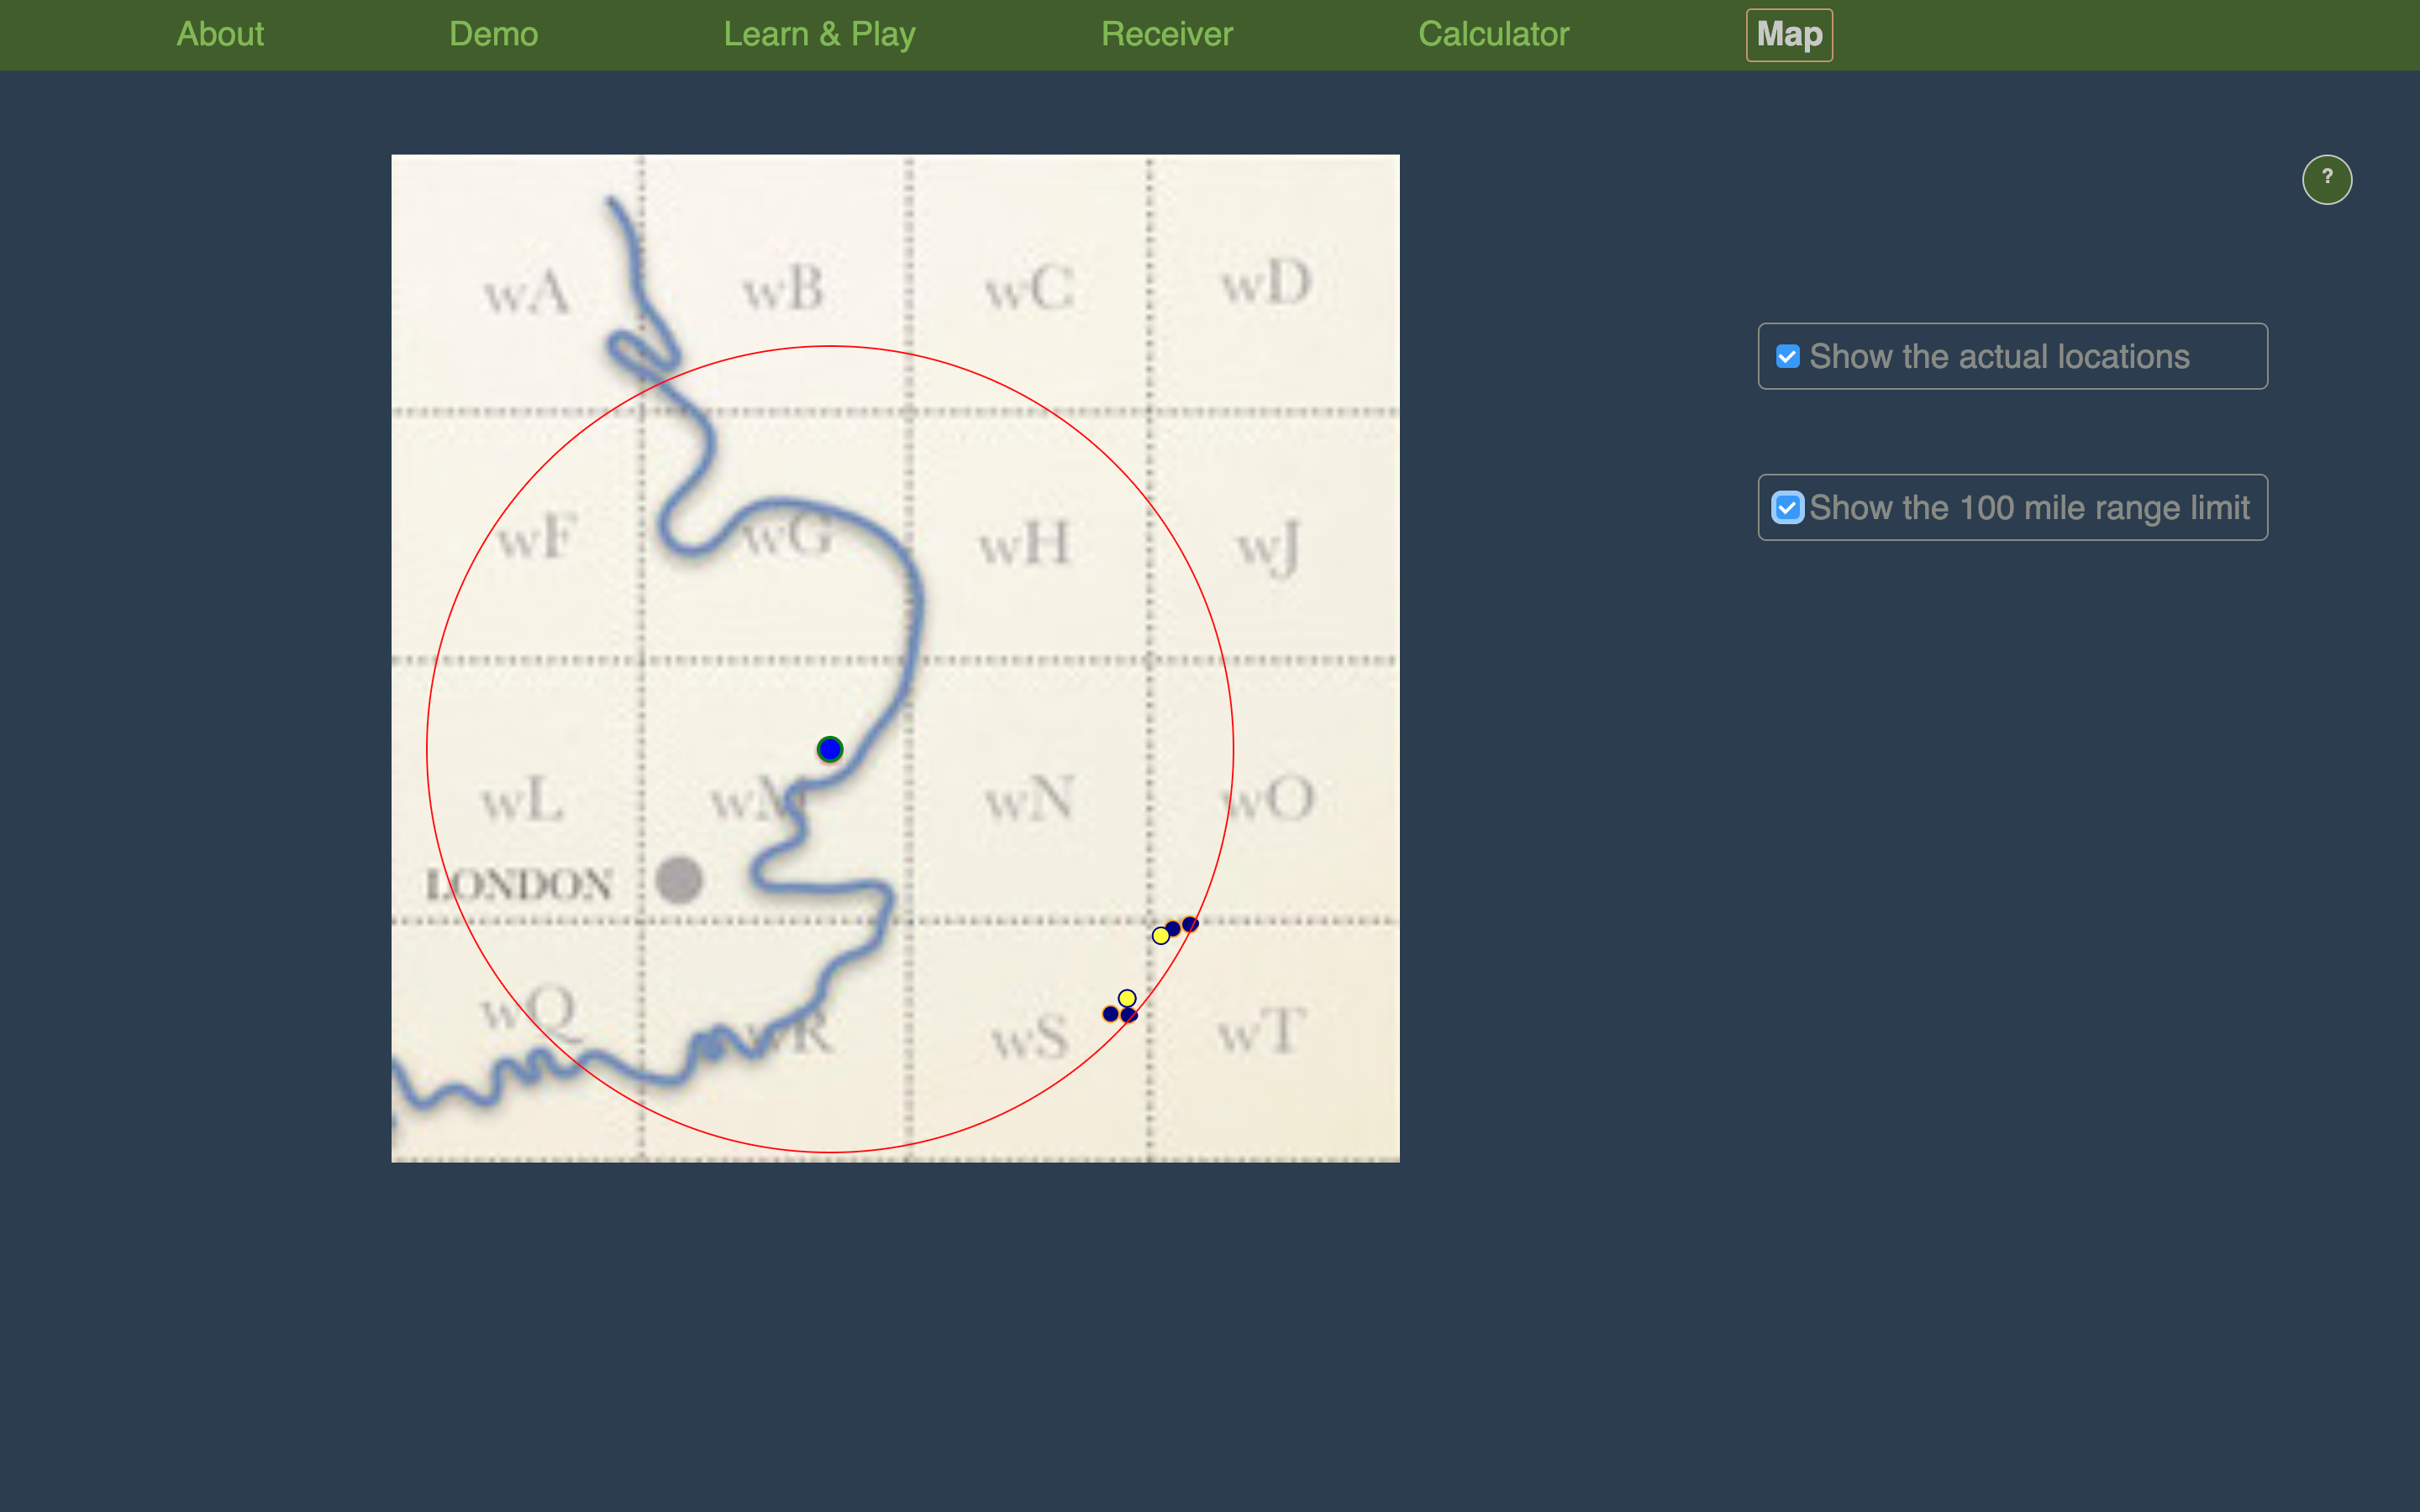 About Demo Learn & Play Receiver Calculator Map
?
wA wB wC wD
Show the actual locations
wF wG wH wJ
Show the 100 mile range limit
wL wM wN wO
LONDON
wQ wR wS wT